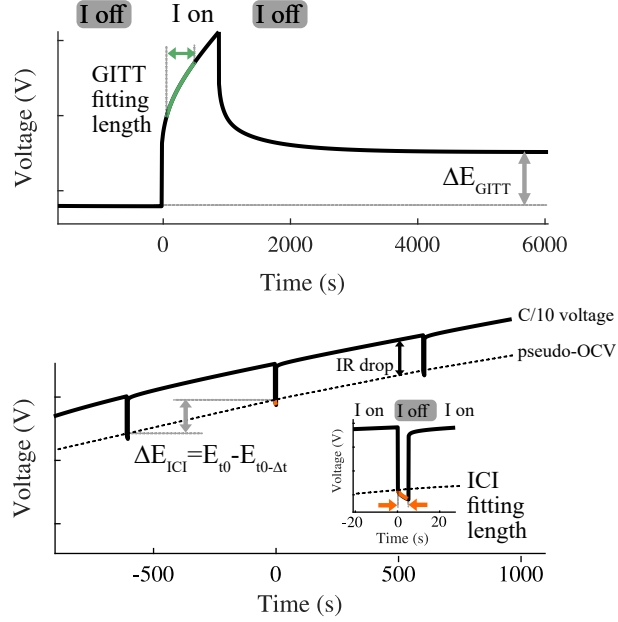 I off I on I off
GITT
fitting
length
Voltage (V)
ΔE_GITT
0 2000 4000 6000
Time (s)
C/10 voltage
pseudo-OCV
IR drop
Voltage (V)
ΔE_ICI=E_t0-E_t0-Δt
I on I off I on
Voltage (V)
ICI
fitting
length
-20 0 20
Time (s)
-500 0 500 1000
Time (s)